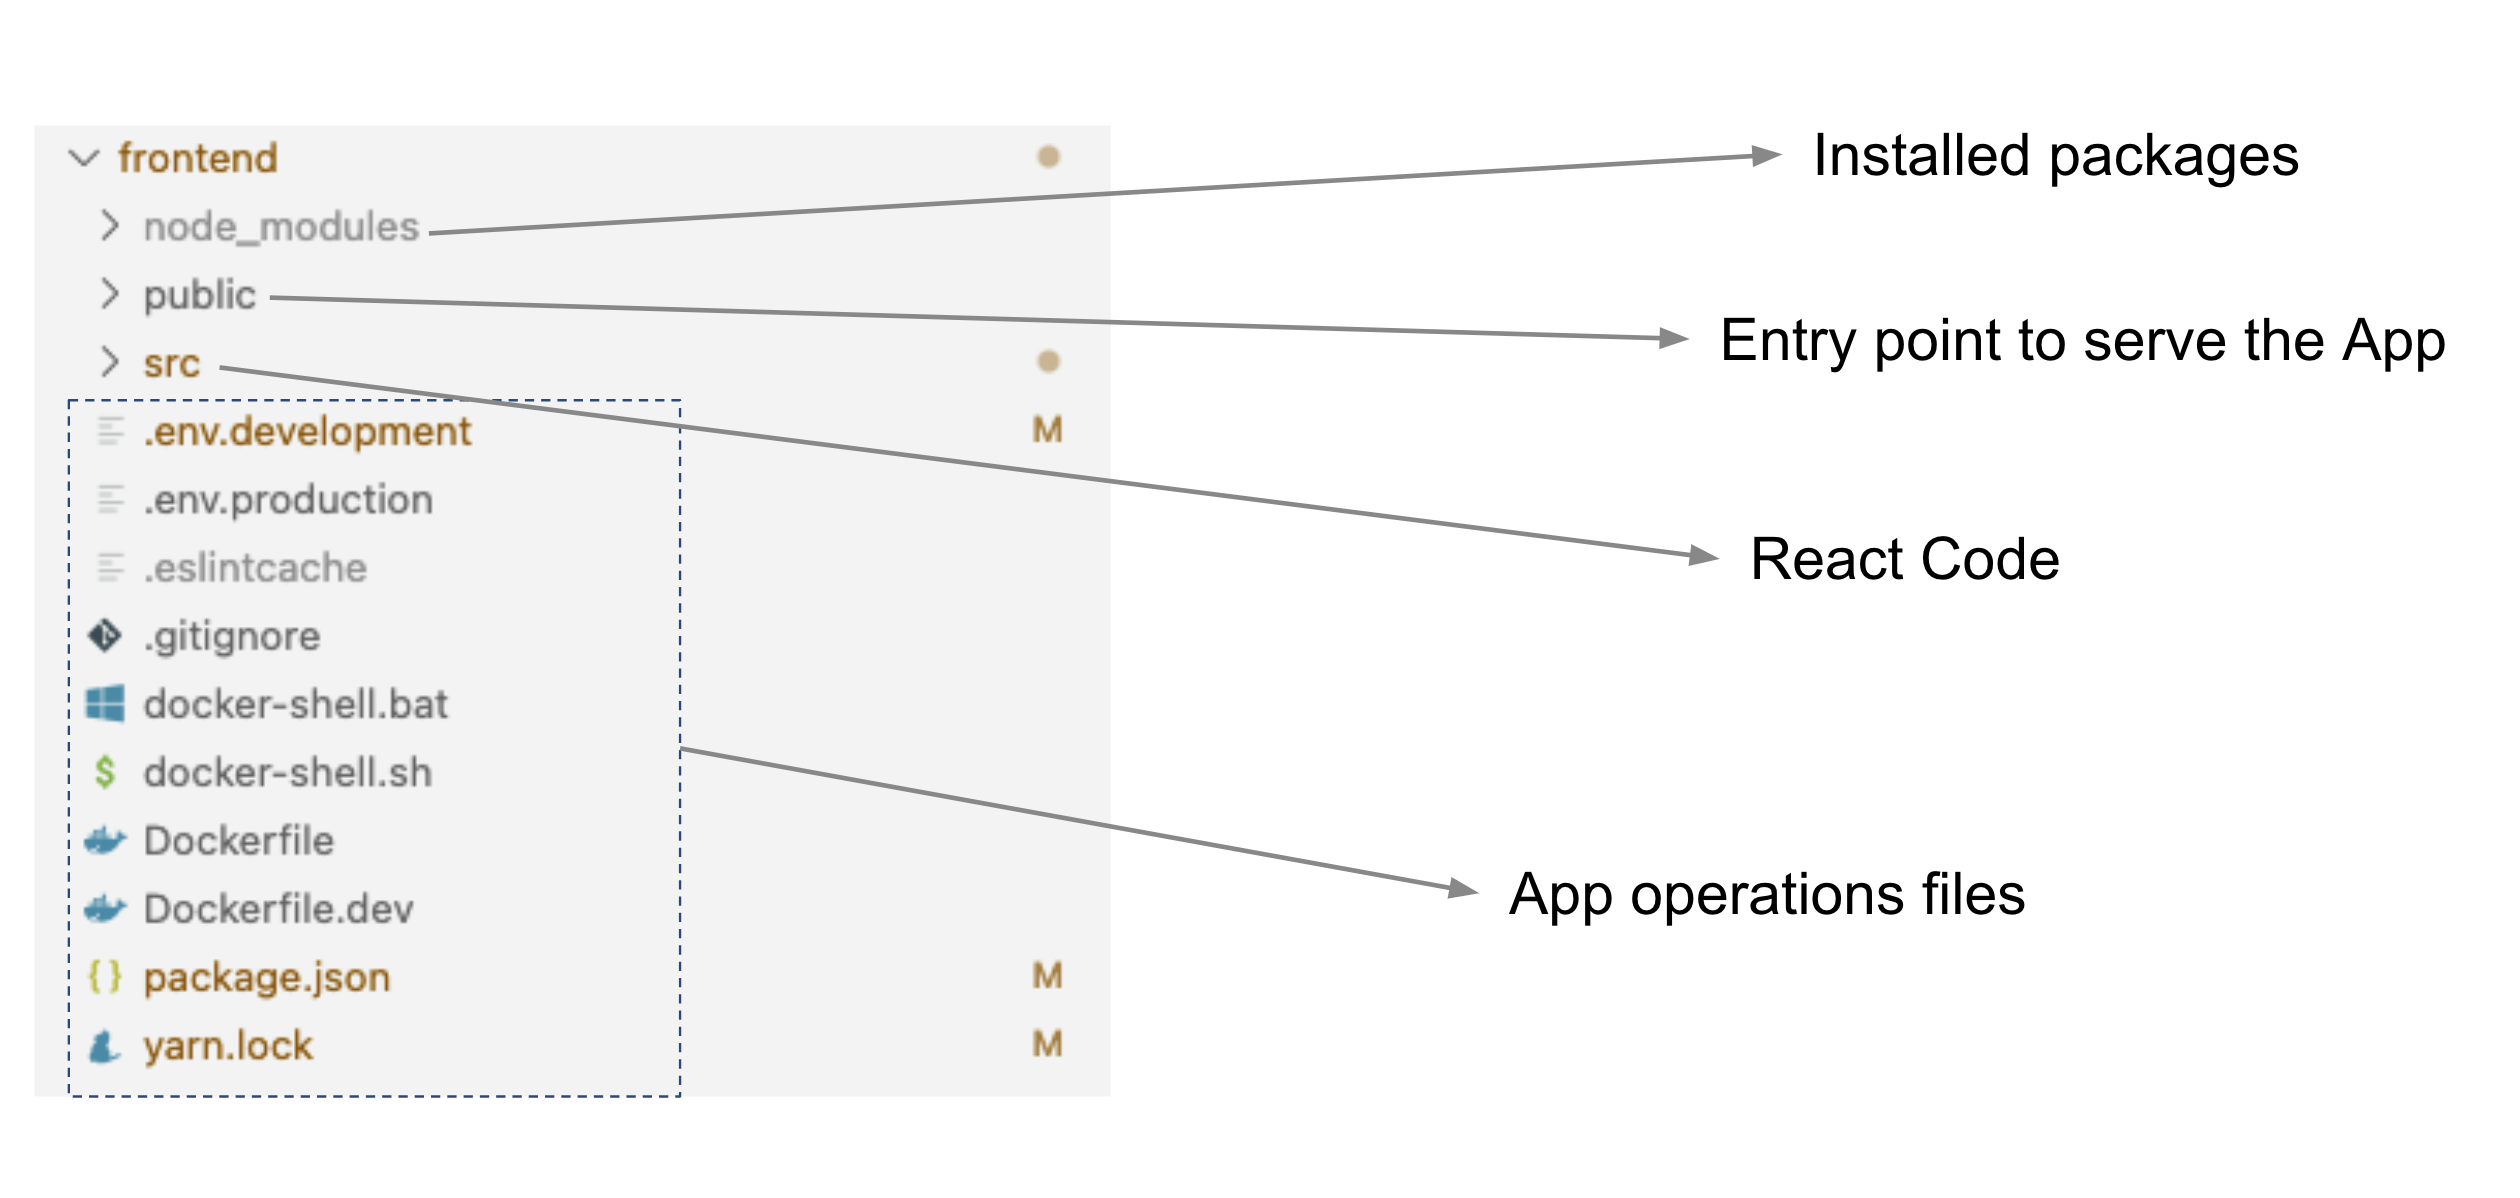 frontend
node_modules
public
src
.env.development M
.env.production
.eslintcache
.gitignore
docker-shell.bat
$ docker-shell.sh
Dockerfile
Dockerfile.dev
{} package.json M
yarn.lock M
Installed packages
Entry point to serve the App
React Code
App operations files